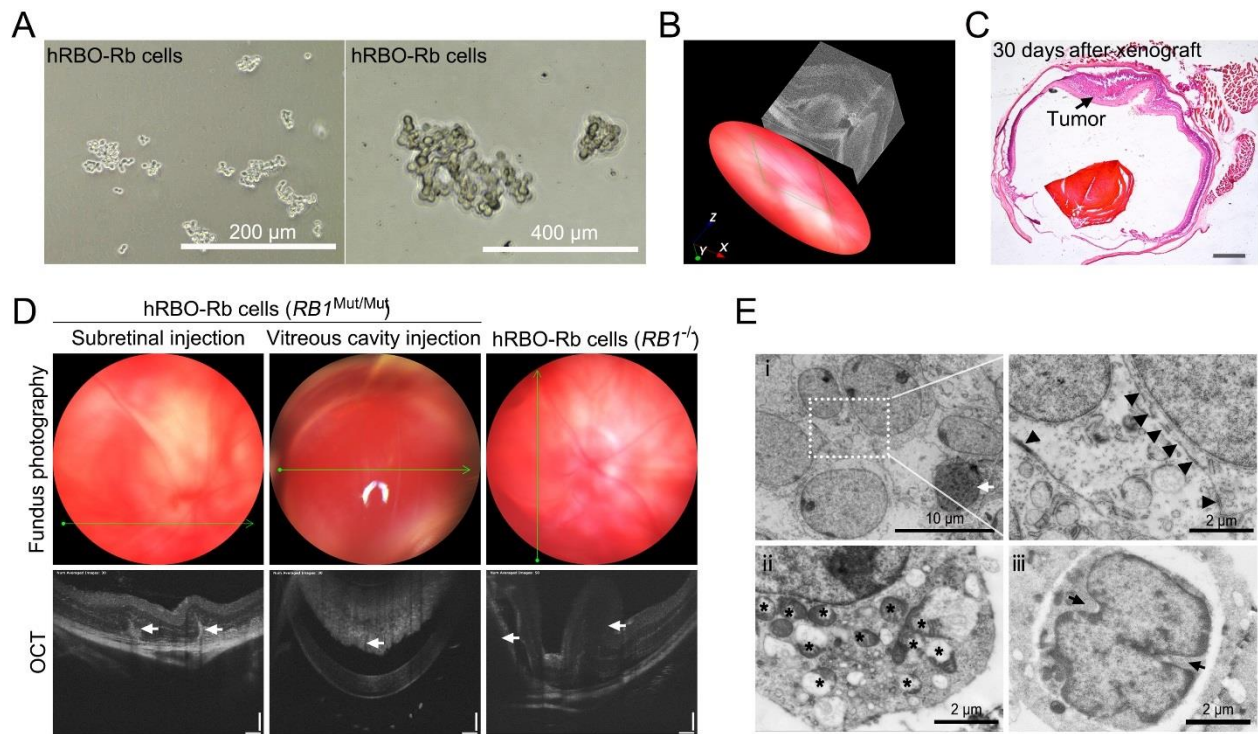 A
hRBO-Rb cells
200 µm
hRBO-Rb cells
400 µm
B
Z
Y
X
C
30 days after xenograft
Tumor
D
hRBO-Rb cells (RB1Mut/Mut)
Subretinal injection
Vitreous cavity injection
hRBO-Rb cells (RB1-/-)
Fundus photography
OCT
E
i
10 µm
2 µm
ii
* * * * * * * * * * *
2 µm
iii
2 µm